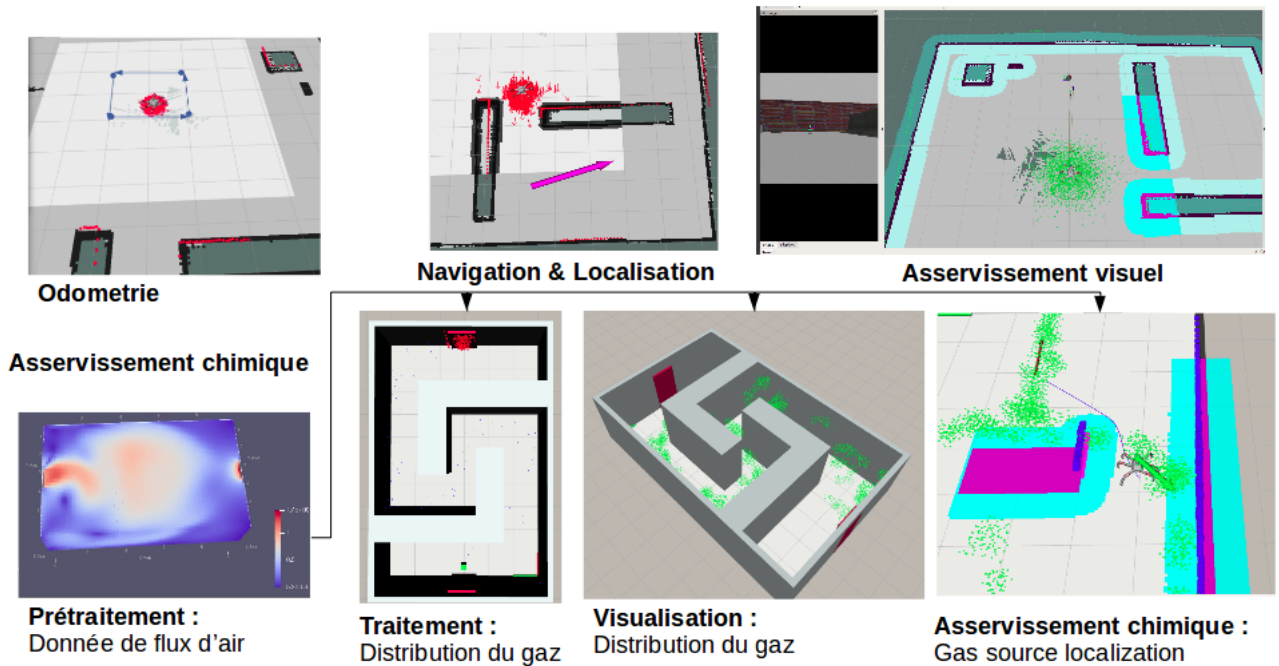 Odometrie
Navigation & Localisation
Asservissement visuel
Asservissement chimique
Prétraitement :
Donnée de flux d'air
Traitement :
Distribution du gaz
Visualisation :
Distribution du gaz
Asservissement chimique :
Gas source localization